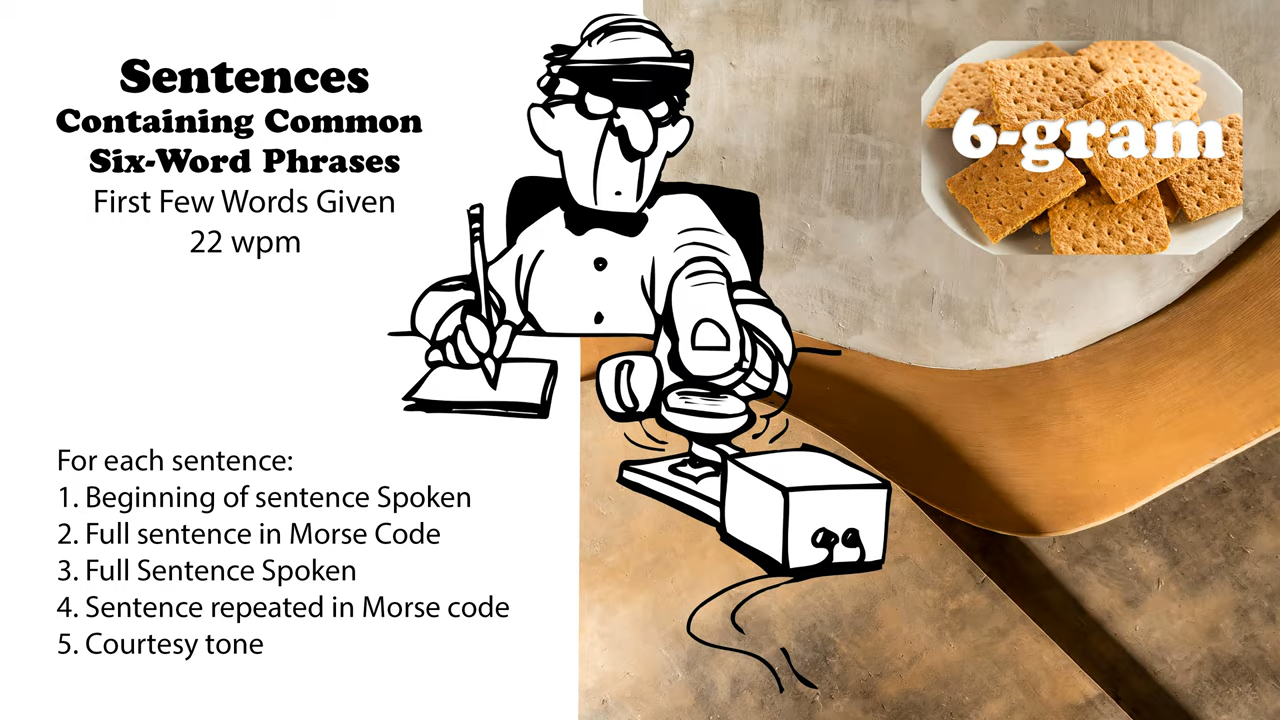 Sentences
Containing Common
Six-Word Phrases
First Few Words Given
22 wpm
6-gram
For each sentence:
1. Beginning of sentence Spoken
2. Full sentence in Morse Code
3. Full Sentence Spoken
4. Sentence repeated in Morse code
5. Courtesy tone